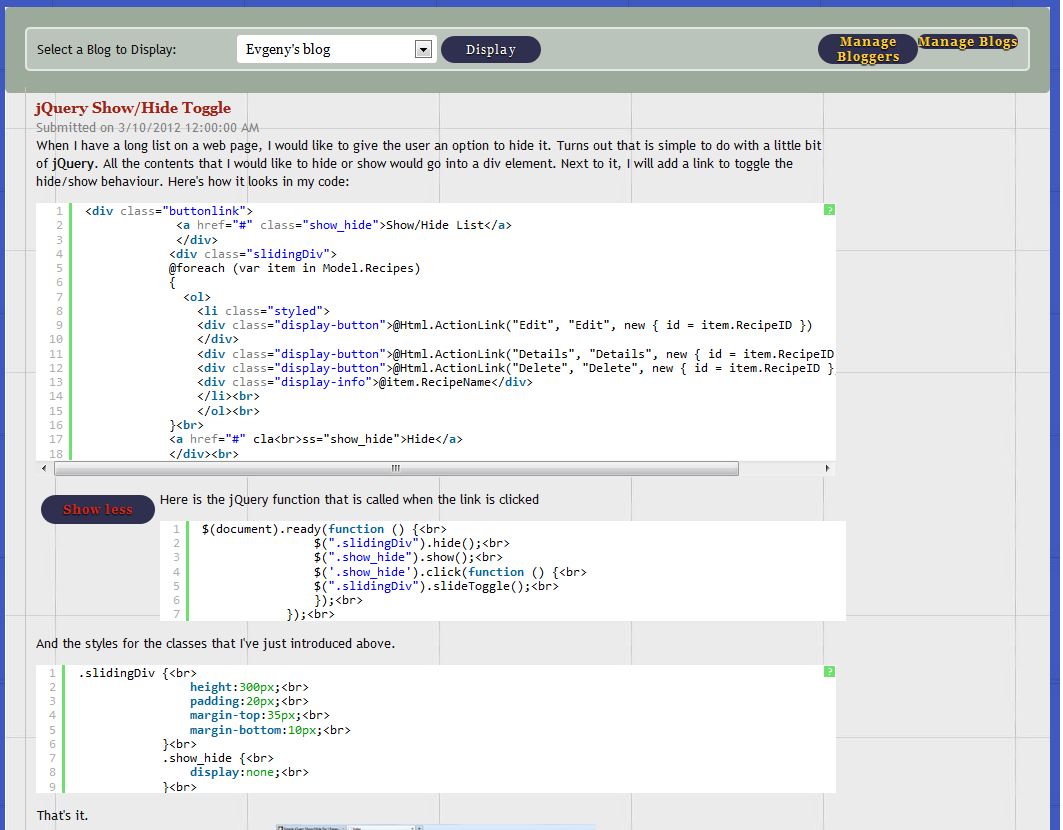 Select a Blog to Display:
Evgeny's blog
Display
Manage
Bloggers
Manage Blogs
jQuery Show/Hide Toggle
Submitted on 3/10/2012 12:00:00 AM
When I have a long list on a web page, I would like to give the user an option to hide it. Turns out that is simple to do with a little bit
of jQuery. All the contents that I would like to hide or show would go into a div element. Next to it, I will add a link to toggle the
hide/show behaviour. Here's how it looks in my code:
1 <div class="buttonlink">
?
2 <a href="#" class="show_hide">Show/Hide List</a>
3 </div>
4 <div class="slidingDiv">
5 @foreach (var item in Model.Recipes)
6 {
7 <ol>
8 <li class="styled">
9 <div class="display-button">@Html.ActionLink("Edit", "Edit", new { id = item.RecipeID })
10 </div>
11 <div class="display-button">@Html.ActionLink("Details", "Details", new { id = item.RecipeID
12 <div class="display-button">@Html.ActionLink("Delete", "Delete", new { id = item.RecipeID }
13 <div class="display-info">@item.RecipeName</div>
14 </li><br>
15 </ol><br>
16 }<br>
17 <a href="#" cla<br>ss="show_hide">Hide</a>
18 </div><br>
Show less
Here is the jQuery function that is called when the link is clicked
1 $(document).ready(function () {<br>
2 $(".slidingDiv").hide();<br>
3 $(".show_hide").show();<br>
4 $('.show_hide').click(function () {<br>
5 $(".slidingDiv").slideToggle();<br>
6 });<br>
7 });<br>
And the styles for the classes that I've just introduced above.
1 .slidingDiv {<br>
?
2 height:300px;<br>
3 padding:20px;<br>
4 margin-top:35px;<br>
5 margin-bottom:10px;<br>
6 }<br>
7 .show_hide {<br>
8 display:none;<br>
9 }<br>
That's it.